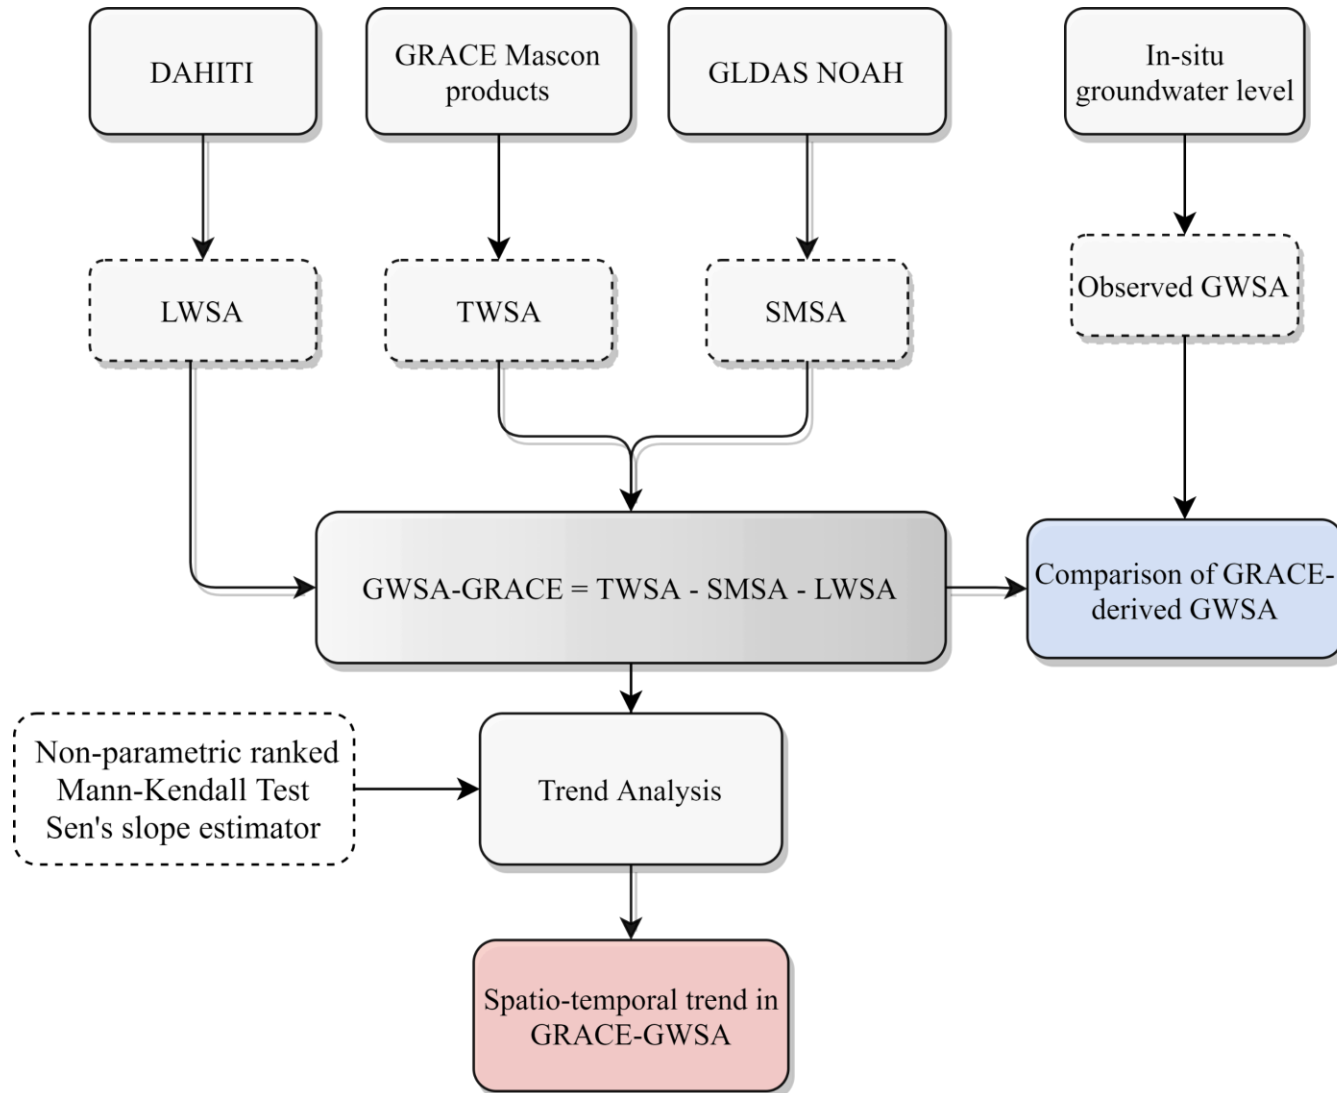 DAHITI
GRACE Mascon
products
GLDAS NOAH
In-situ
groundwater level
LWSA
TWSA
SMSA
Observed GWSA
GWSA-GRACE = TWSA - SMSA - LWSA
Comparison of GRACE-
derived GWSA
Non-parametric ranked
Mann-Kendall Test
Sen's slope estimator
Trend Analysis
Spatio-temporal trend in
GRACE-GWSA